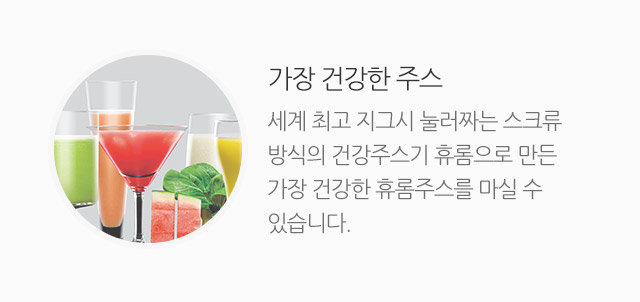 가장 건강한 주스
세계 최고 지그시 눌러짜는 스크류
방식의 건강주스기 휴롬으로 만든
가장 건강한 휴롬주스를 마실 수
있습니다.